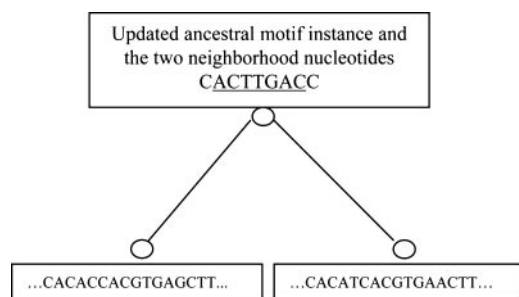 Updated ancestral motif instance and
the two neighborhood nucleotides
CACTTGACC
…CACACCACGTGAGCTT...
…CACATCACGTGAACTT…